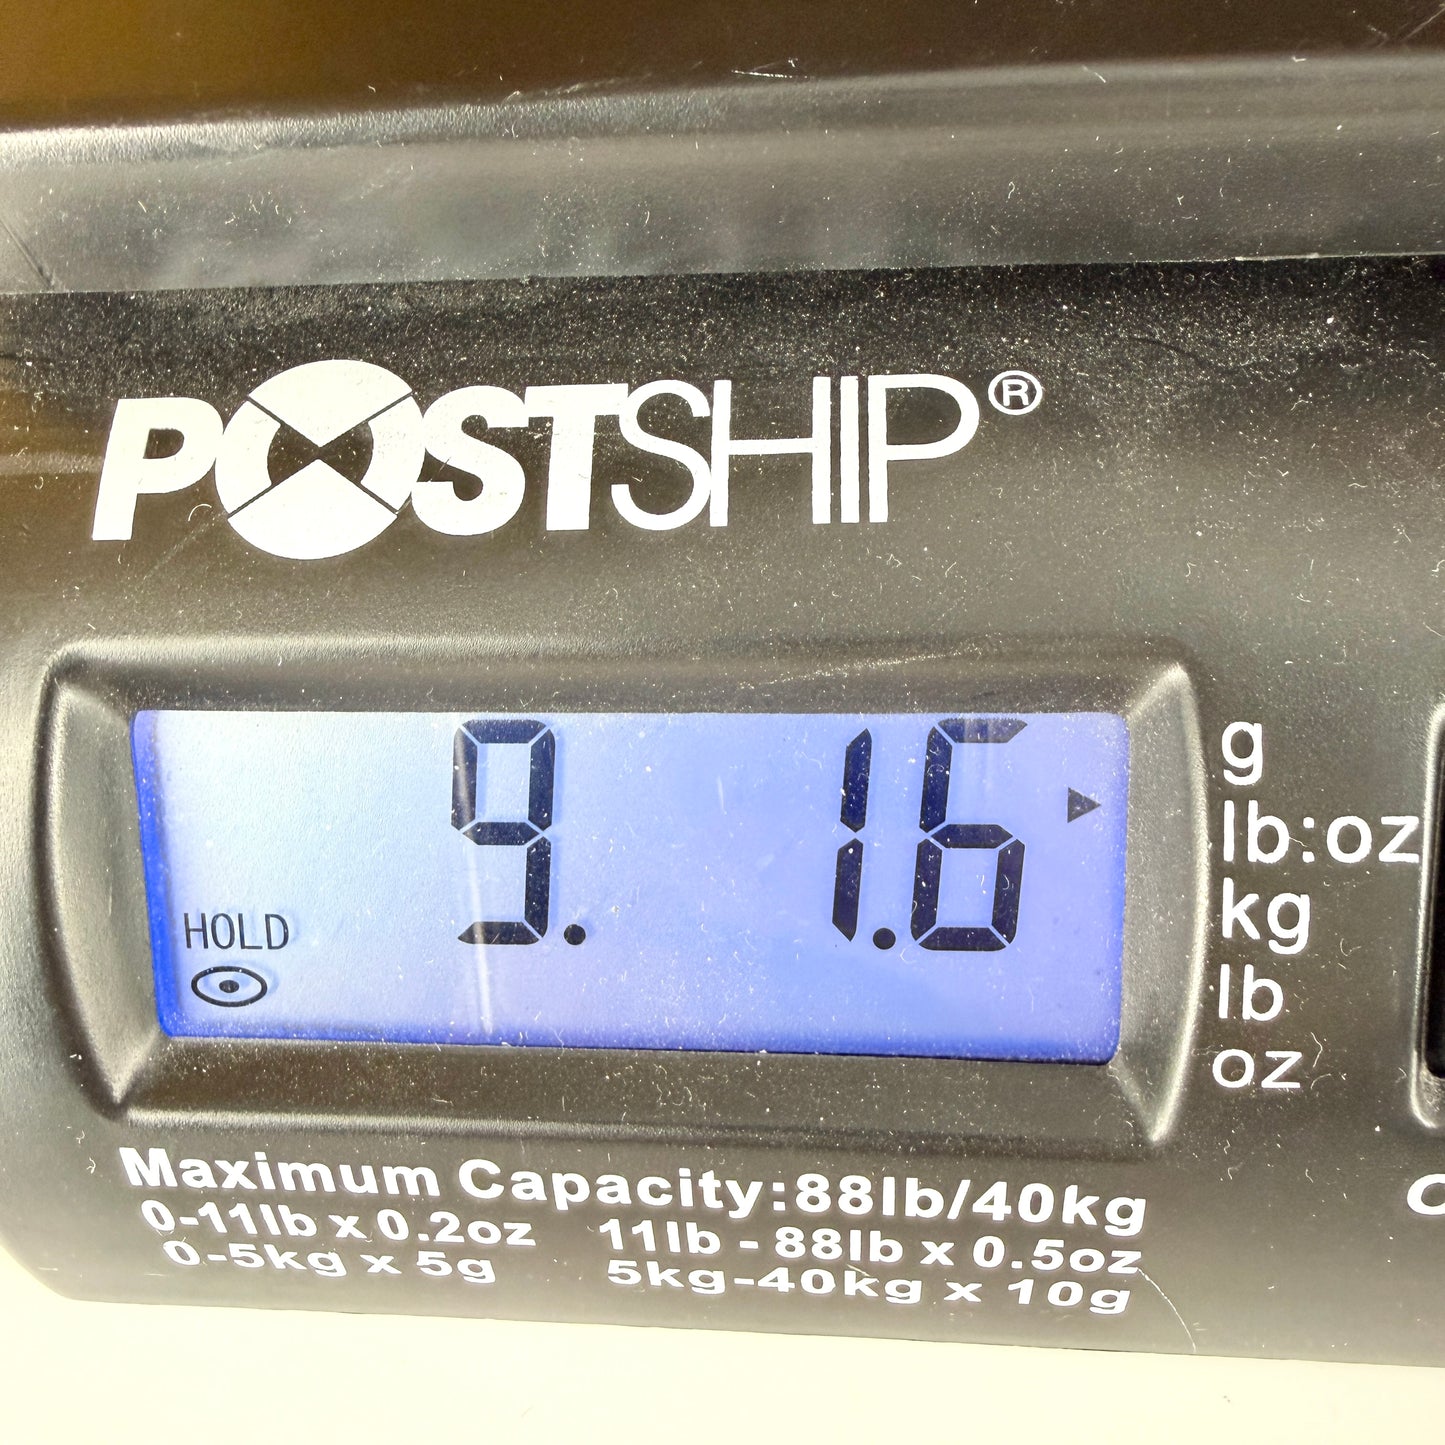 POSTSHIP®
9. 1.6
HOLD
g
lb:oz
kg
lb
oz
Maximum Capacity:88lb/40kg
0-11lb x 0.2oz 11lb - 88lb x 0.5oz
0-5kg x 5g 5kg-40kg x 10g